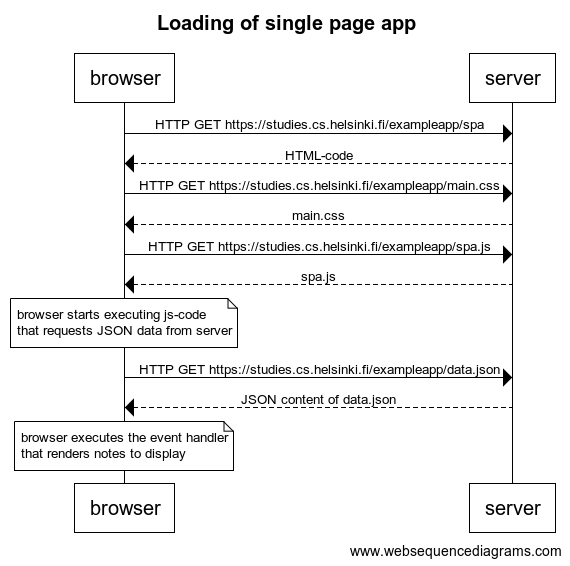 Loading of single page app
browser
server
HTTP GET https://studies.cs.helsinki.fi/exampleapp/spa
HTML-code
HTTP GET https://studies.cs.helsinki.fi/exampleapp/main.css
main.css
HTTP GET https://studies.cs.helsinki.fi/exampleapp/spa.js
spa.js
browser starts executing js-code
that requests JSON data from server
HTTP GET https://studies.cs.helsinki.fi/exampleapp/data.json
JSON content of data.json
browser executes the event handler
that renders notes to display
browser
server
www.websequencediagrams.com